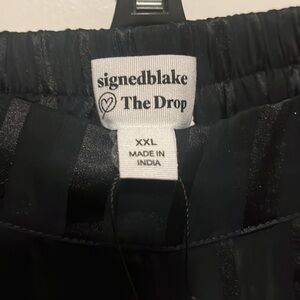 signedblake
The Drop
XXL
MADE IN
INDIA